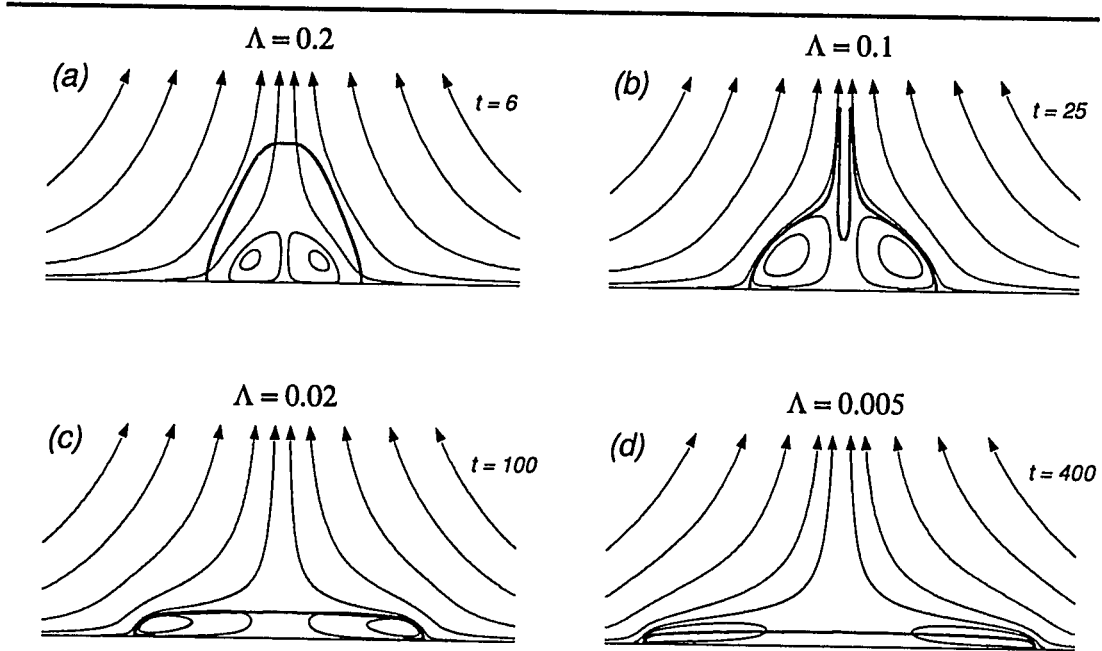 Λ = 0.2
(a)
t = 6
Λ = 0.1
(b)
t = 25
Λ = 0.02
(c)
t = 100
Λ = 0.005
(d)
t = 400